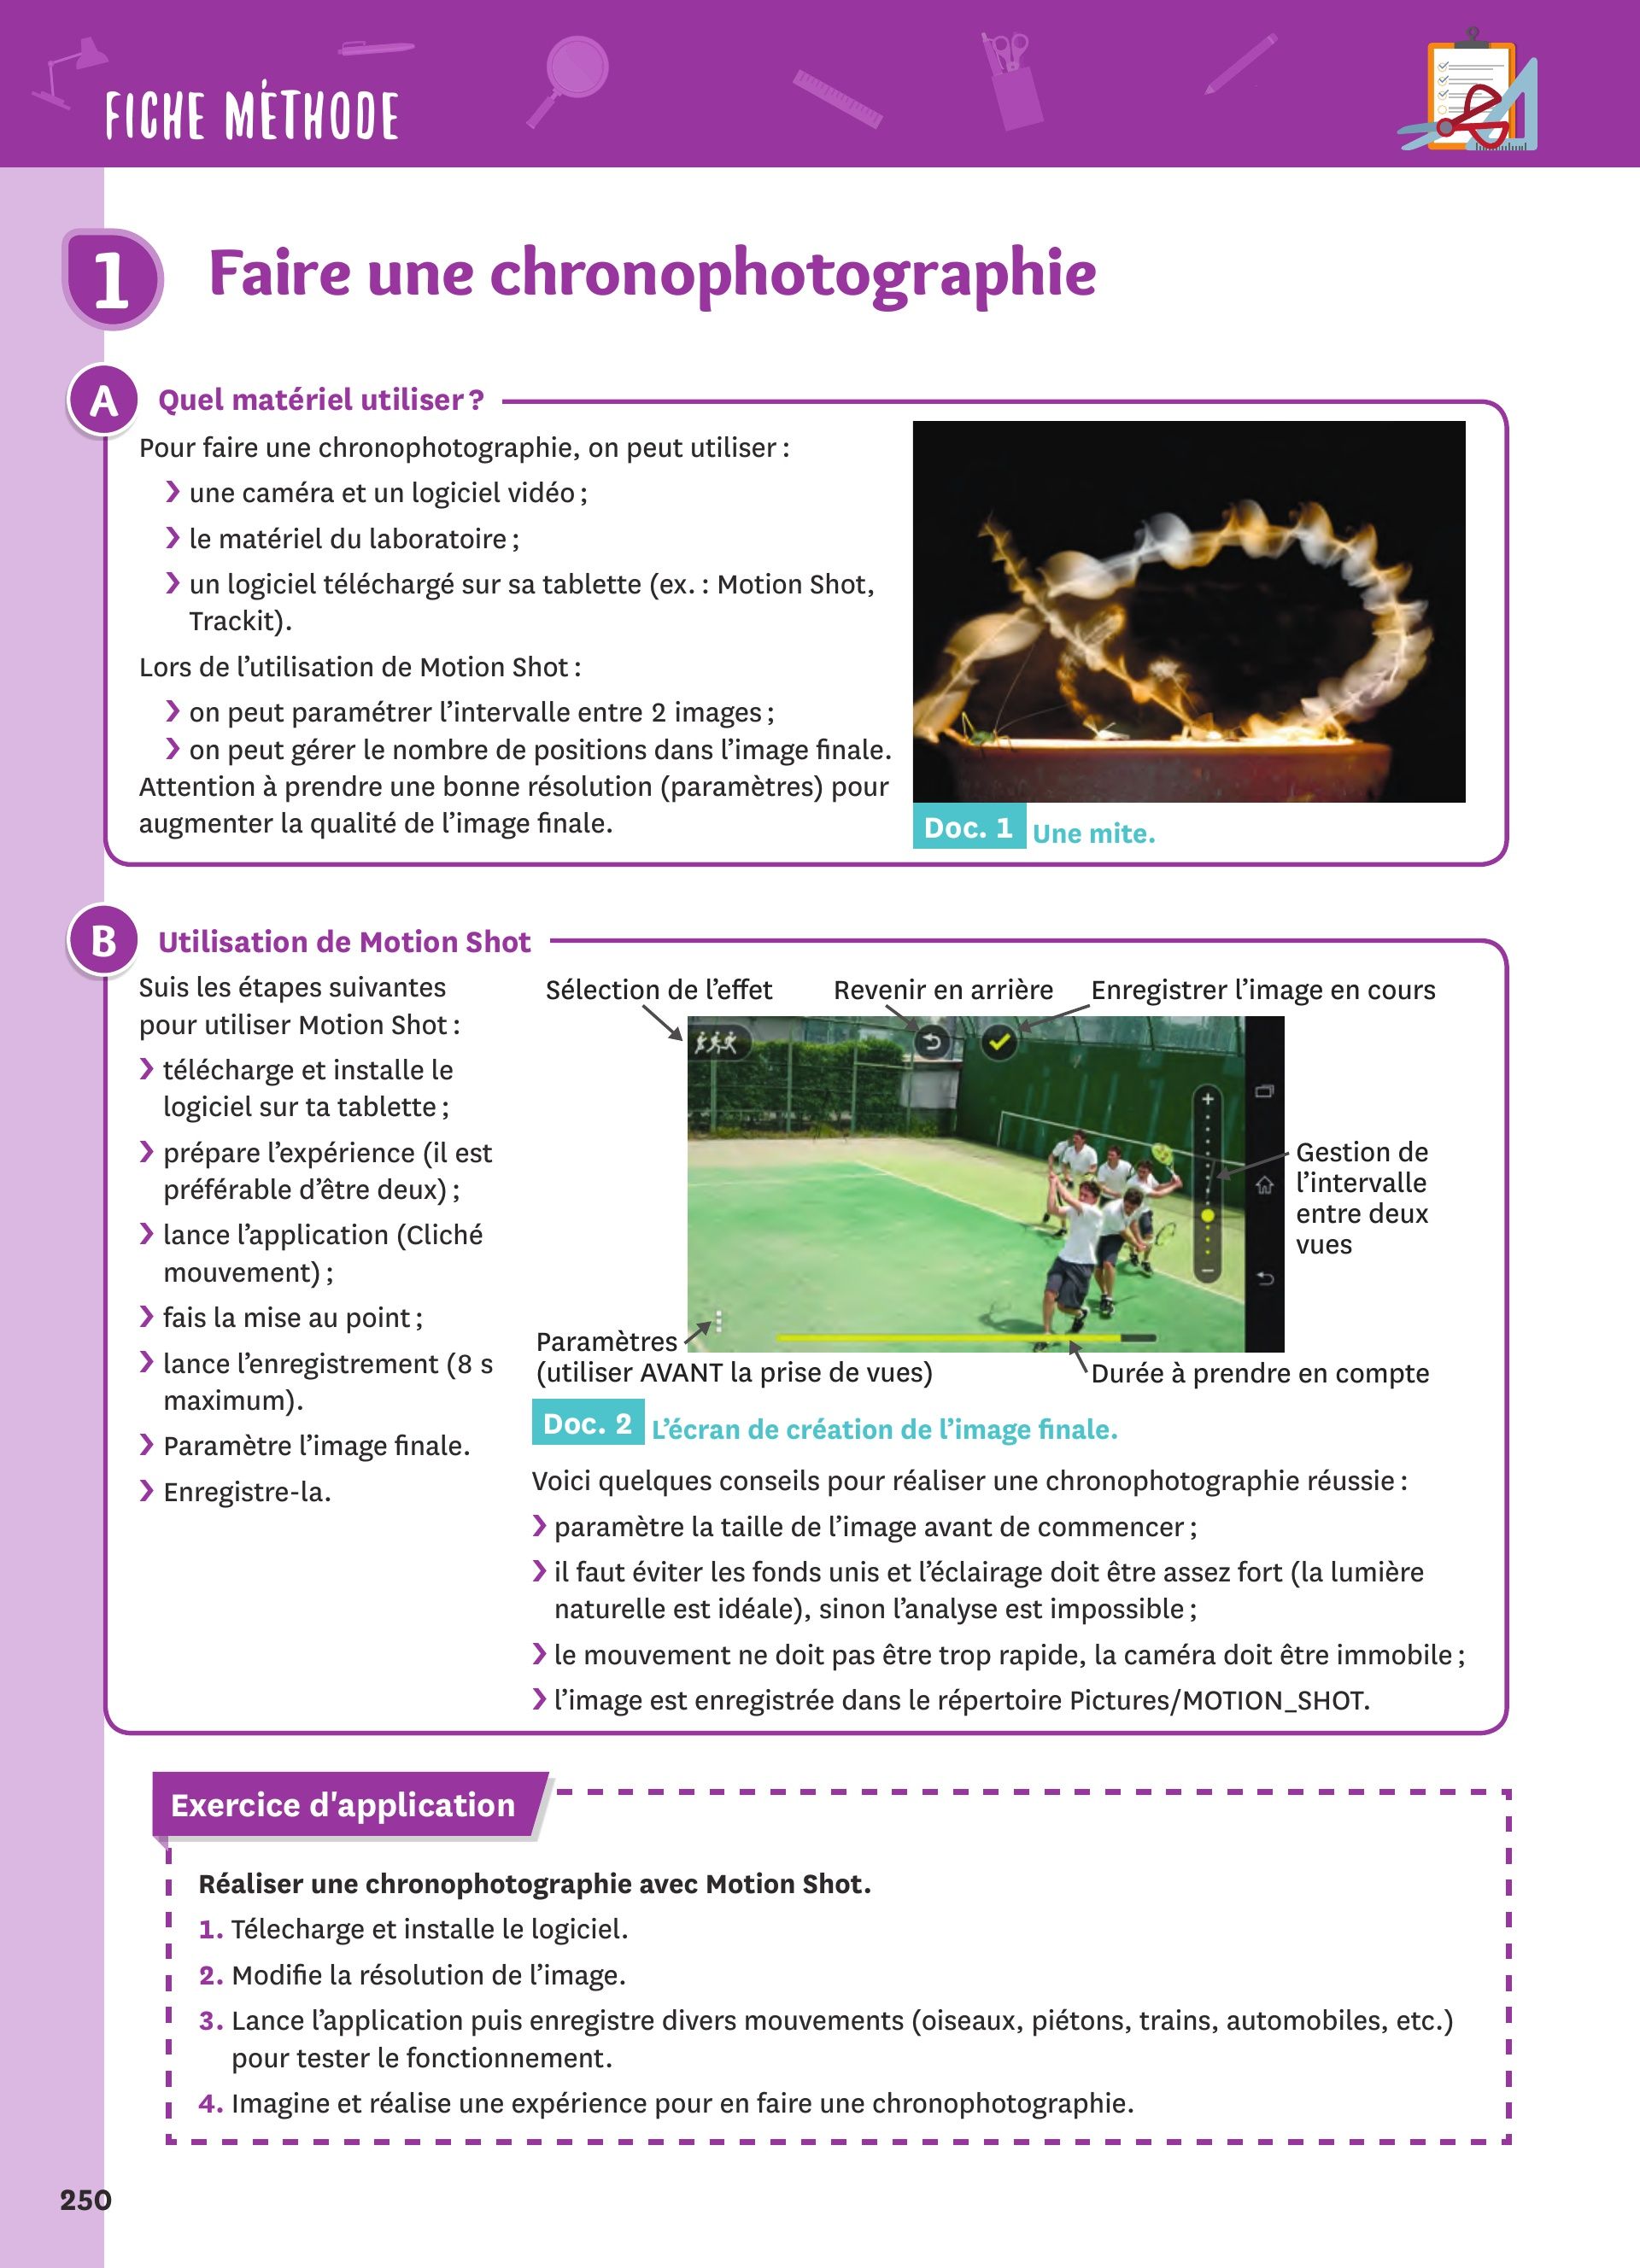 FICHE MÉTHODE
1
Faire une chronophotographie
A
Quel matériel utiliser ?
Pour faire une chronophotographie, on peut utiliser :
❯ une caméra et un logiciel vidéo ;
❯ le matériel du laboratoire ;
❯ un logiciel téléchargé sur sa tablette (ex. : Motion Shot,
Trackit).
Lors de l’utilisation de Motion Shot :
❯ on peut paramétrer l’intervalle entre 2 images ;
❯ on peut gérer le nombre de positions dans l’image finale.
Attention à prendre une bonne résolution (paramètres) pour
augmenter la qualité de l’image finale.
Doc. 1 Une mite.
B
Utilisation de Motion Shot
Suis les étapes suivantes
pour utiliser Motion Shot :
❯ télécharge et installe le
logiciel sur ta tablette ;
❯ prépare l’expérience (il est
préférable d’être deux) ;
❯ lance l’application (Cliché
mouvement) ;
❯ fais la mise au point ;
❯ lance l’enregistrement (8 s
maximum).
❯ Paramètre l’image finale.
❯ Enregistre-la.
Sélection de l’effet
Revenir en arrière
Enregistrer l’image en cours
Gestion de
l’intervalle
entre deux
vues
Paramètres
(utiliser AVANT la prise de vues)
Durée à prendre en compte
Doc. 2 L’écran de création de l’image finale.
Voici quelques conseils pour réaliser une chronophotographie réussie :
❯ paramètre la taille de l’image avant de commencer ;
❯ il faut éviter les fonds unis et l’éclairage doit être assez fort (la lumière
naturelle est idéale), sinon l’analyse est impossible ;
❯ le mouvement ne doit pas être trop rapide, la caméra doit être immobile ;
❯ l’image est enregistrée dans le répertoire Pictures/MOTION_SHOT.
Exercice d'application
Réaliser une chronophotographie avec Motion Shot.
1. Télecharge et installe le logiciel.
2. Modifie la résolution de l’image.
3. Lance l’application puis enregistre divers mouvements (oiseaux, piétons, trains, automobiles, etc.)
pour tester le fonctionnement.
4. Imagine et réalise une expérience pour en faire une chronophotographie.
250